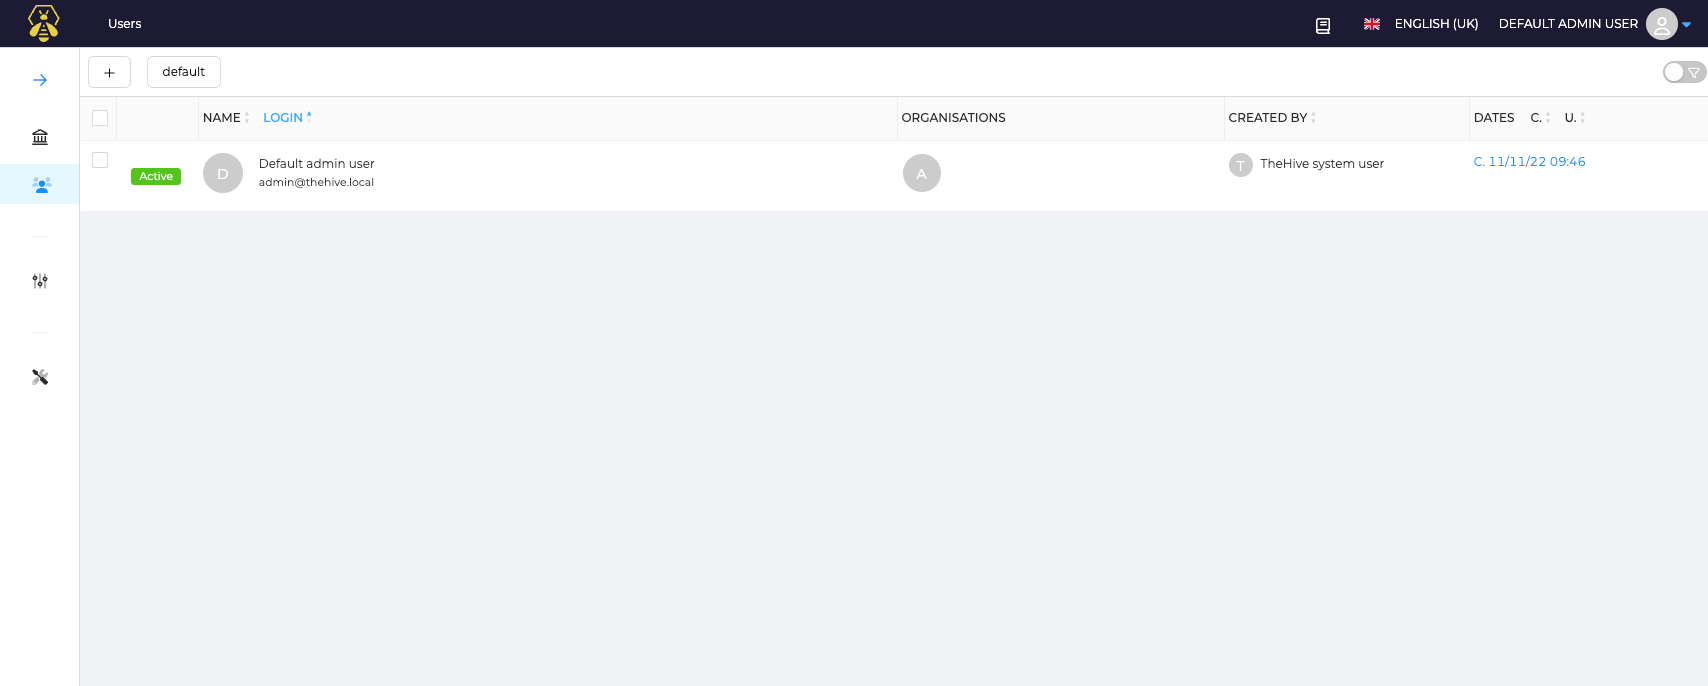 Users
ENGLISH (UK)
DEFAULT ADMIN USER
+
default
NAME
LOGIN
ORGANISATIONS
CREATED BY
DATES
C.
U.
Active
D
Default admin user
admin@thehive.local
A
T
TheHive system user
C. 11/11/22 09:46